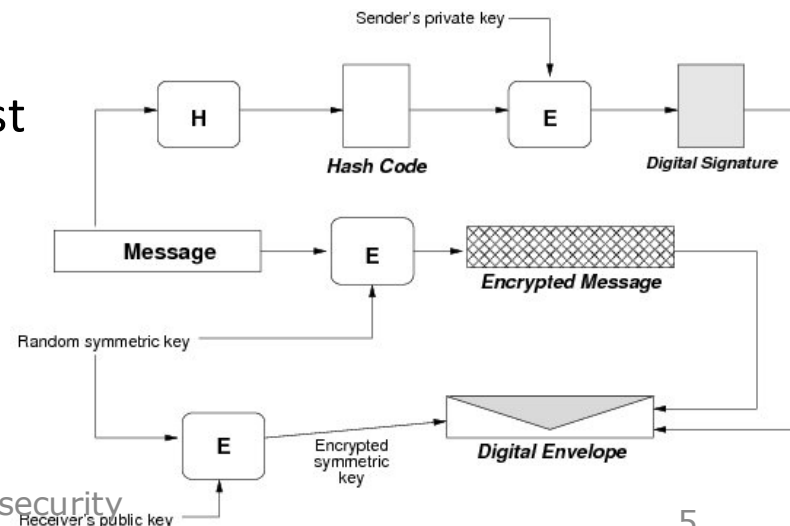 Sender's private key
st
H
E
Hash Code
Digital Signature
Message
E
Encrypted Message
Random symmetric key
E
Encrypted
symmetric
key
Digital Envelope
security
Receiver's public key
5